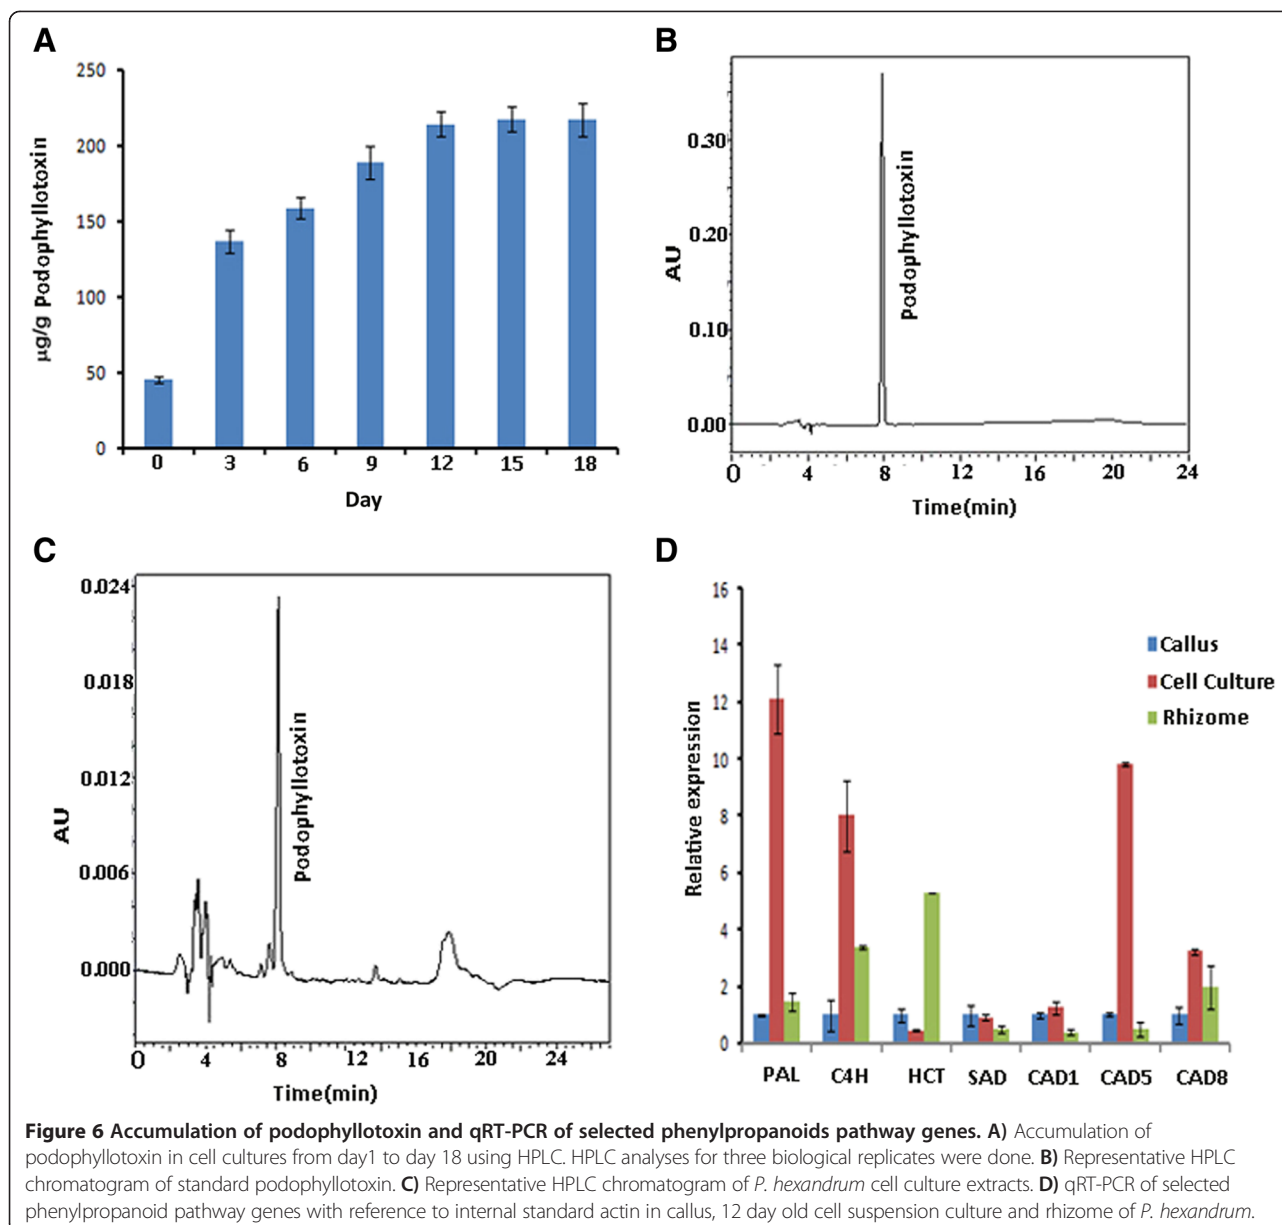 A
250
200
150
100
50
0
0 3 6 9 12 15 18
µg/g Podophyllotoxin
Day
B
0.30
0.20
0.10
0.00
AU
Podophyllotoxin
0 4 8 12 16 20 24
Time(min)
C
0.024
0.018
0.012
0.006
0.000
AU
Podophyllotoxin
0 4 8 12 16 20 24
Time(min)
D
16
14
12
10
8
6
4
2
0
Relative expression
Callus
Cell Culture
Rhizome
PAL C4H HCT SAD CAD1 CAD5 CAD8
Figure 6 Accumulation of podophyllotoxin and qRT-PCR of selected phenylpropanoids pathway genes. A) Accumulation of
podophyllotoxin in cell cultures from day1 to day 18 using HPLC. HPLC analyses for three biological replicates were done. B) Representative HPLC
chromatogram of standard podophyllotoxin. C) Representative HPLC chromatogram of P. hexandrum cell culture extracts. D) qRT-PCR of selected
phenylpropanoid pathway genes with reference to internal standard actin in callus, 12 day old cell suspension culture and rhizome of P. hexandrum.